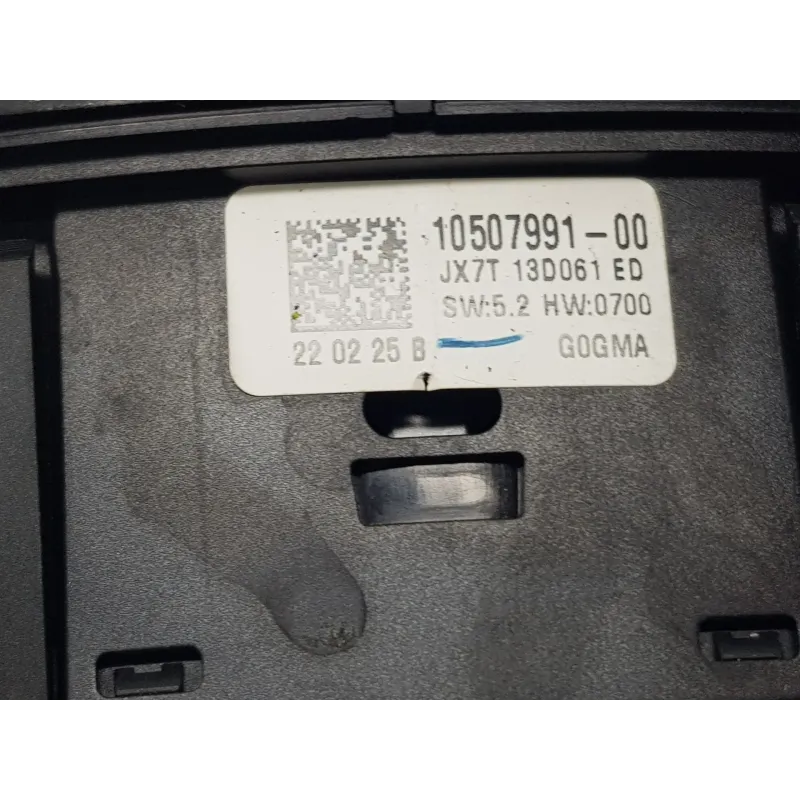 10507991-00
JX7T 13D061 ED
SW:5.2 HW:0700
22 02 25 B G0GMA